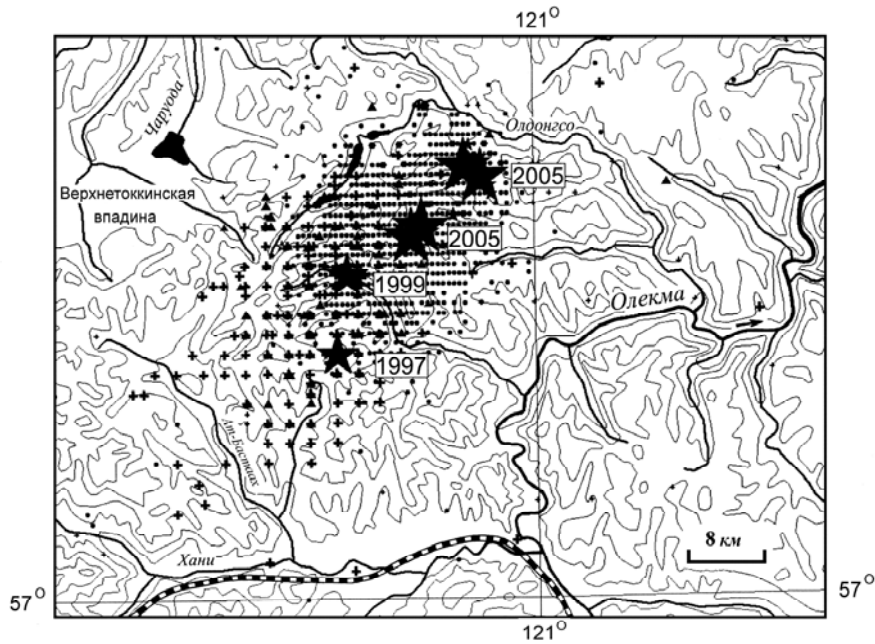 121°
Чаруода
Олдонгсо
2005
Верхнетоккинская
впадина
2005
1999
Олекма
1997
Хани
8 км
57°
57°
121°